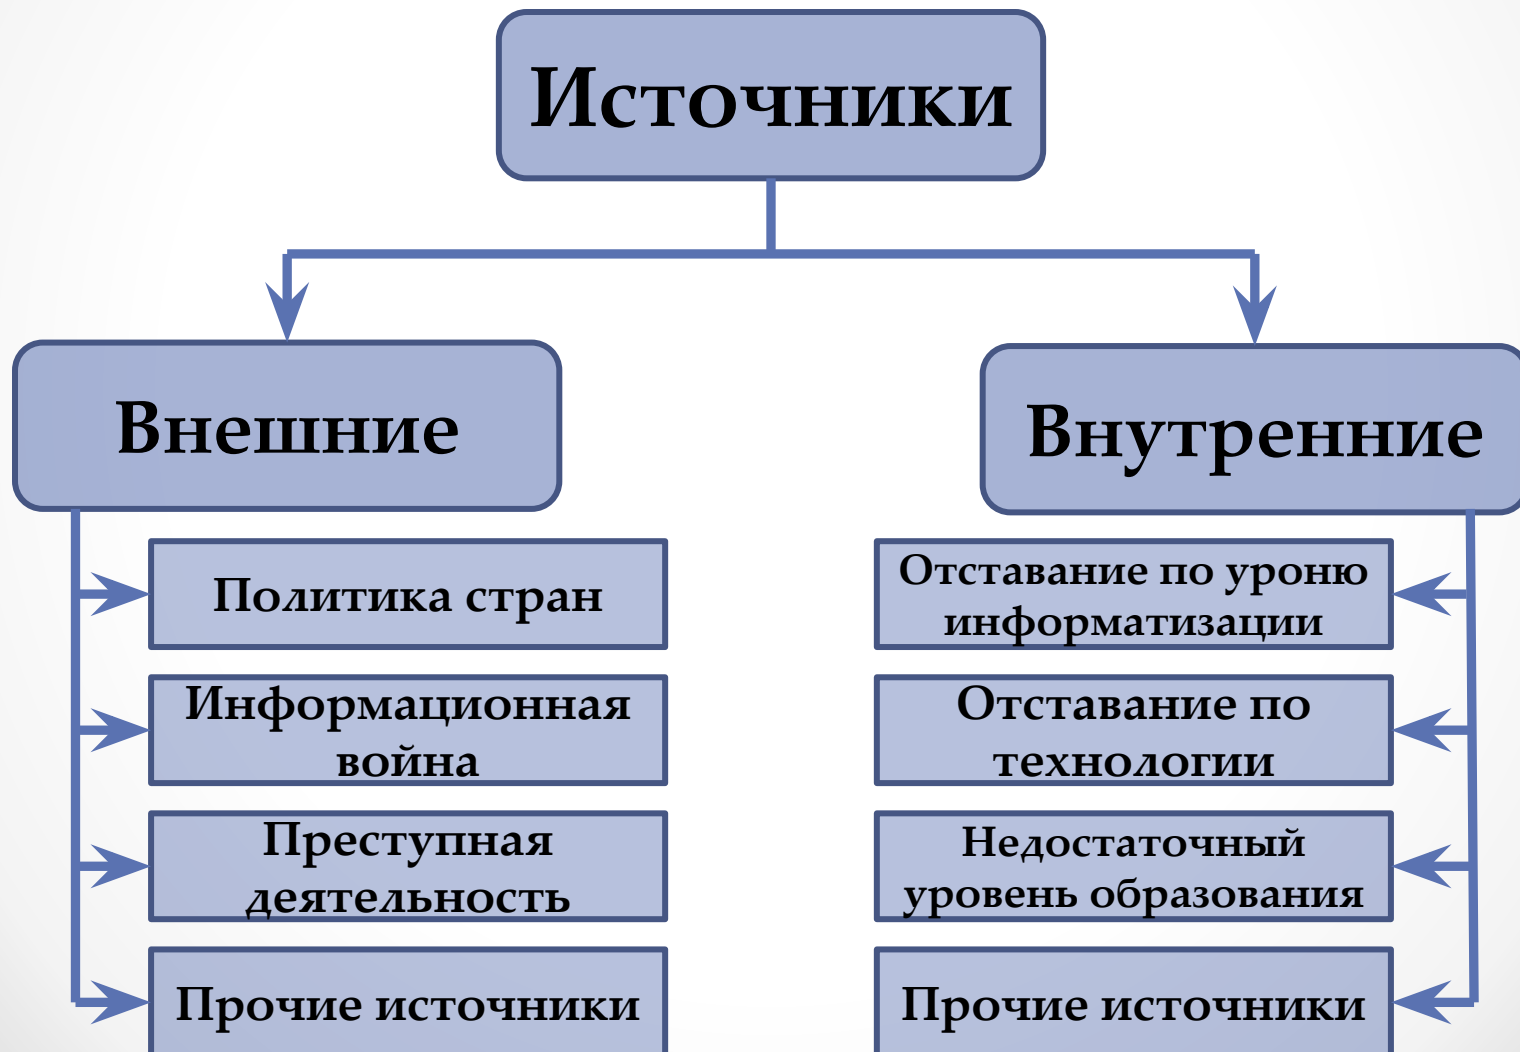 Источники
Внешние
Внутренние
Политика стран
Информационная
война
Преступная
деятельность
Прочие источники
Отставание по уроню
информатизации
Отставание по
технологии
Недостаточный
уровень образования
Прочие источники